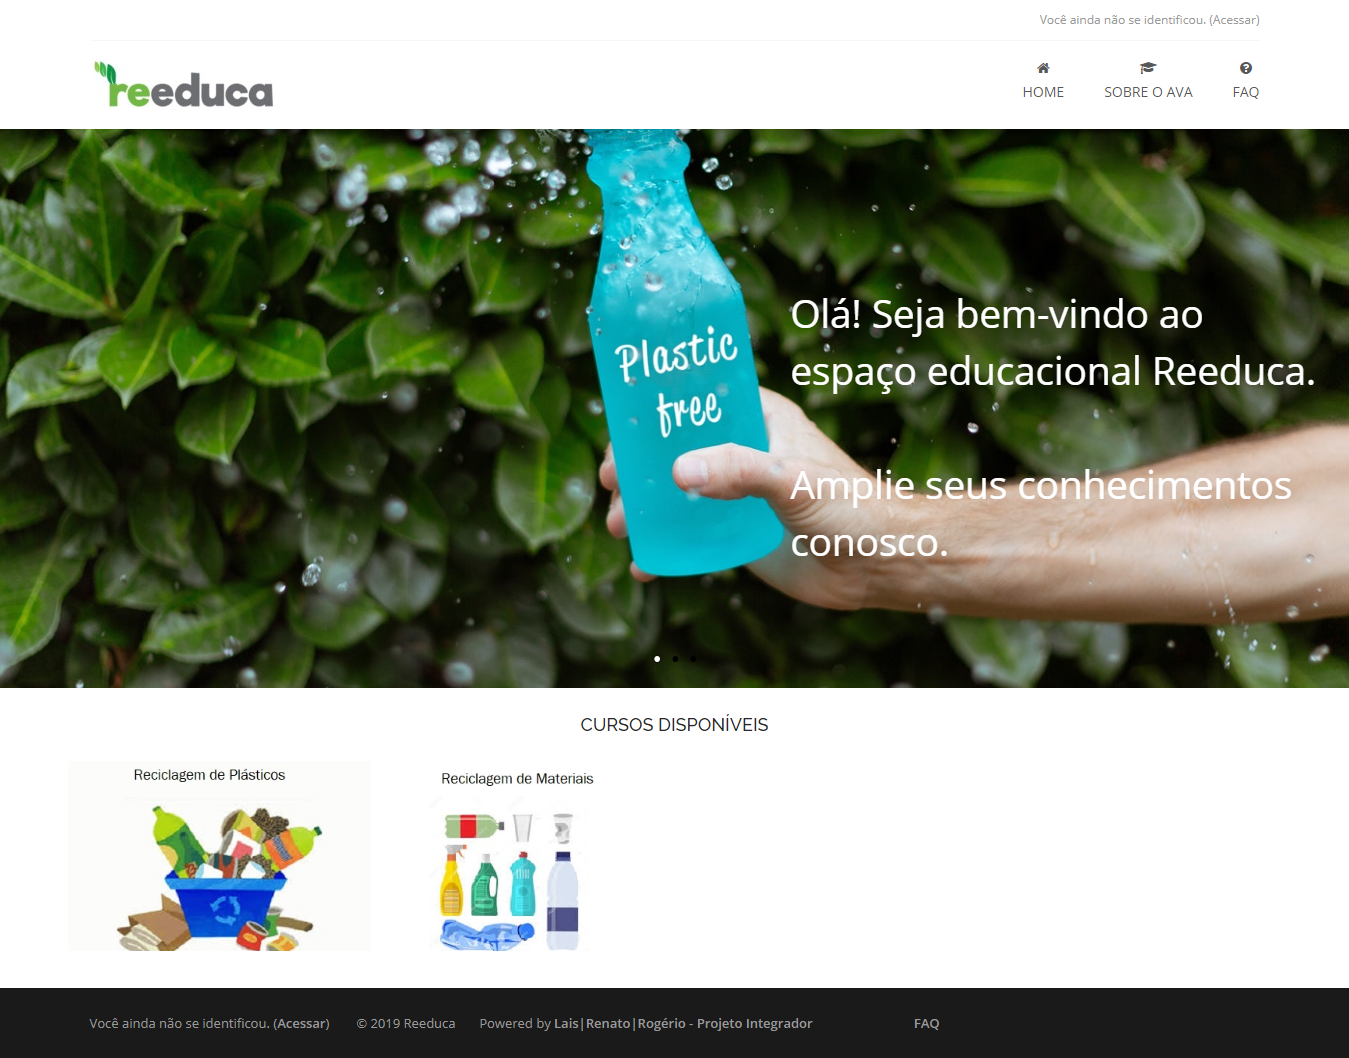 Você ainda não se identificou. (Acessar)
reeduca
HOME
SOBRE O AVA
FAQ
Plastic
free
Olá! Seja bem-vindo ao
espaço educacional Reeduca.
Amplie seus conhecimentos
conosco.
CURSOS DISPONÍVEIS
Reciclagem de Plásticos
Reciclagem de Materiais
Você ainda não se identificou. (Acessar)
© 2019 Reeduca
Powered by Lais|Renato|Rogério - Projeto Integrador
FAQ